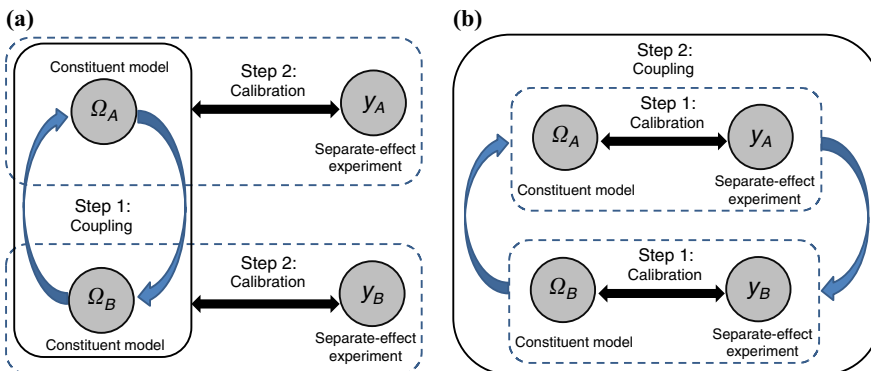 (a)
Constituent model
Ω_A
Step 2:
Calibration
y_A
Separate-effect
experiment
Step 1:
Coupling
Ω_B
Constituent model
Step 2:
Calibration
y_B
Separate-effect
experiment
(b)
Step 2:
Coupling
Ω_A
Constituent model
Step 1:
Calibration
y_A
Separate-effect
experiment
Ω_B
Constituent model
Step 1:
Calibration
y_B
Separate-effect
experiment